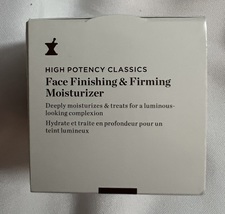 HIGH POTENCY CLASSICS
Face Finishing & Firming
Moisturizer
Deeply moisturizes & treats for a luminous-
looking complexion
Hydrate et traite en profondeur pour un
teint lumineux